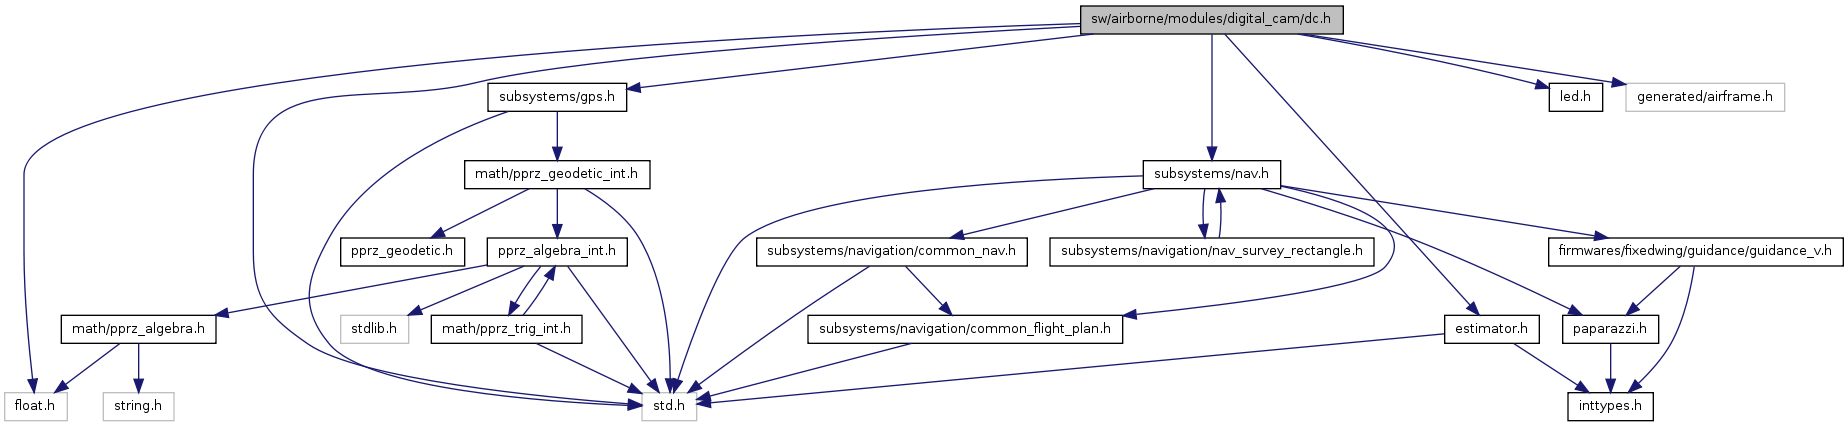 sw/airborne/modules/digital_cam/dc.h
subsystems/gps.h
led.h
generated/airframe.h
math/pprz_geodetic_int.h
subsystems/nav.h
pprz_geodetic.h
pprz_algebra_int.h
subsystems/navigation/common_nav.h
subsystems/navigation/nav_survey_rectangle.h
firmwares/fixedwing/guidance/guidance_v.h
math/pprz_algebra.h
stdlib.h
math/pprz_trig_int.h
subsystems/navigation/common_flight_plan.h
estimator.h
paparazzi.h
float.h
string.h
std.h
inttypes.h